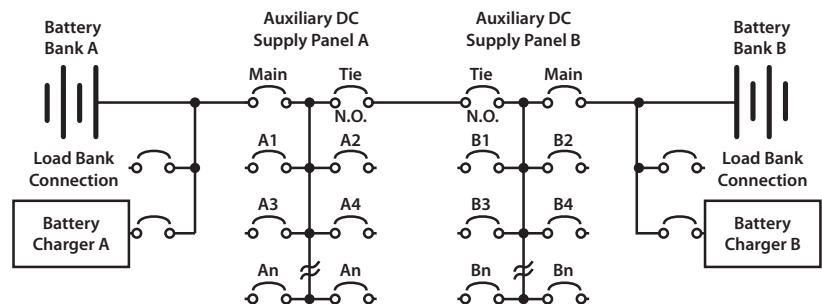 Battery
Bank A
Auxiliary DC
Supply Panel A
Auxiliary DC
Supply Panel B
Battery
Bank B
Main
Tie
N.O.
Tie
N.O.
Main
A1
A2
B1
B2
Load Bank
Connection
Load Bank
Connection
A3
A4
B3
B4
Battery
Charger A
Battery
Charger B
An
An
Bn
Bn